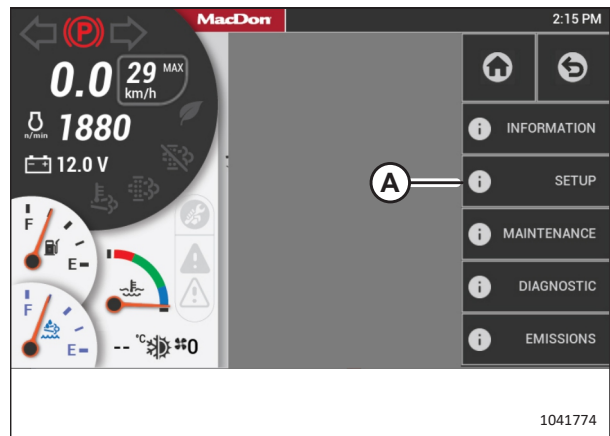 MacDon
2:15 PM
P
0.0 29 MAX
km/h
n/min 1880
12.0 V
A
INFORMATION
SETUP
MAINTENANCE
DIAGNOSTIC
EMISSIONS
F
E
F
E
-- °C 0
1041774